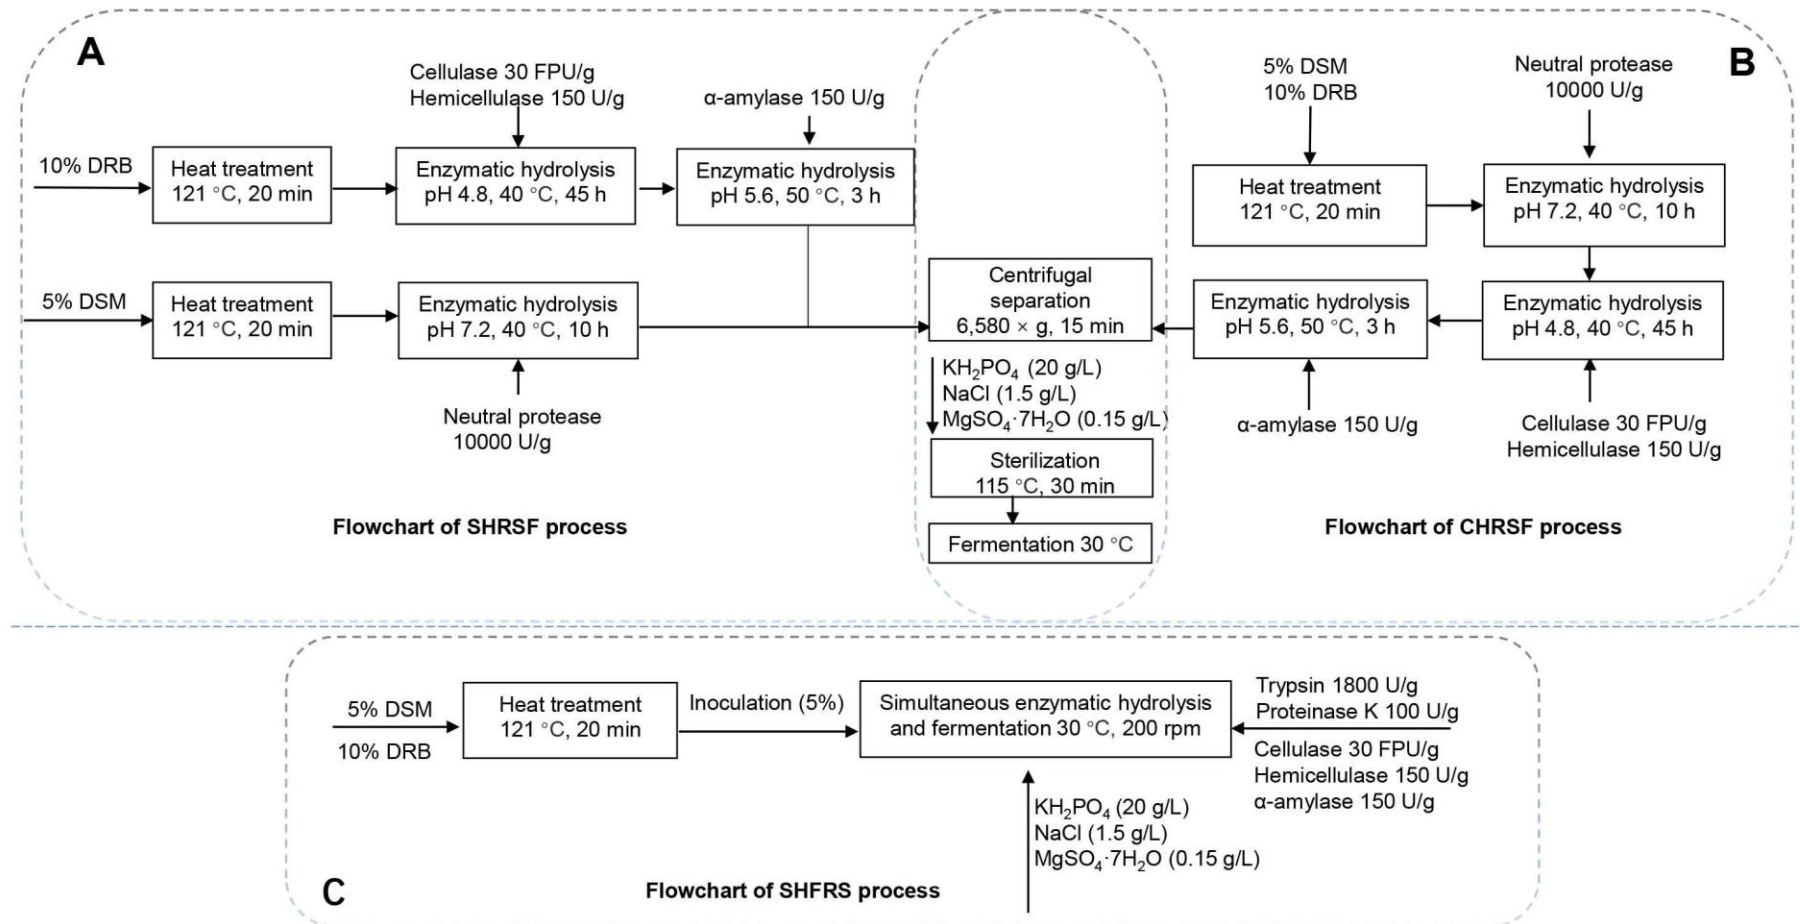 A
Cellulase 30 FPU/g
Hemicellulase 150 U/g
α-amylase 150 U/g
10% DRB
Heat treatment
121 °C, 20 min
Enzymatic hydrolysis
pH 4.8, 40 °C, 45 h
Enzymatic hydrolysis
pH 5.6, 50 °C, 3 h
5% DSM
Heat treatment
121 °C, 20 min
Enzymatic hydrolysis
pH 7.2, 40 °C, 10 h
Neutral protease
10000 U/g
Flowchart of SHRSF process
Centrifugal
separation
6,580 × g, 15 min
KH₂PO₄ (20 g/L)
NaCl (1.5 g/L)
MgSO₄·7H₂O (0.15 g/L)
Sterilization
115 °C, 30 min
Fermentation 30 °C
B
5% DSM
10% DRB
Neutral protease
10000 U/g
Heat treatment
121 °C, 20 min
Enzymatic hydrolysis
pH 7.2, 40 °C, 10 h
Enzymatic hydrolysis
pH 5.6, 50 °C, 3 h
Enzymatic hydrolysis
pH 4.8, 40 °C, 45 h
α-amylase 150 U/g
Cellulase 30 FPU/g
Hemicellulase 150 U/g
Flowchart of CHRSF process
5% DSM
10% DRB
Heat treatment
121 °C, 20 min
Inoculation (5%)
Simultaneous enzymatic hydrolysis
and fermentation 30 °C, 200 rpm
Trypsin 1800 U/g
Proteinase K 100 U/g
Cellulase 30 FPU/g
Hemicellulase 150 U/g
α-amylase 150 U/g
KH₂PO₄ (20 g/L)
NaCl (1.5 g/L)
MgSO₄·7H₂O (0.15 g/L)
C
Flowchart of SHFRS process